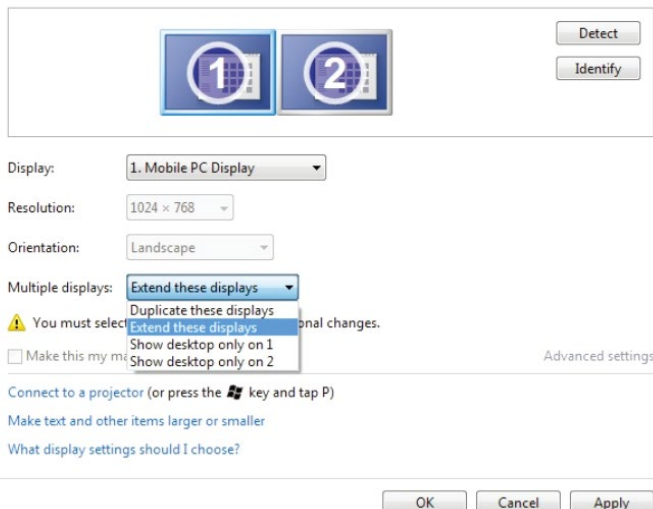 1
2
Detect
Identify
Display: 1. Mobile PC Display
Resolution: 1024 × 768
Orientation: Landscape
Multiple displays: Extend these displays
Duplicate these displays
You must selec
Extend these displays
onal changes.
Show desktop only on 1
Make this my m
Show desktop only on 2
Advanced settings
Connect to a projector (or press the key and tap P)
Make text and other items larger or smaller
What display settings should I choose?
OK Cancel Apply